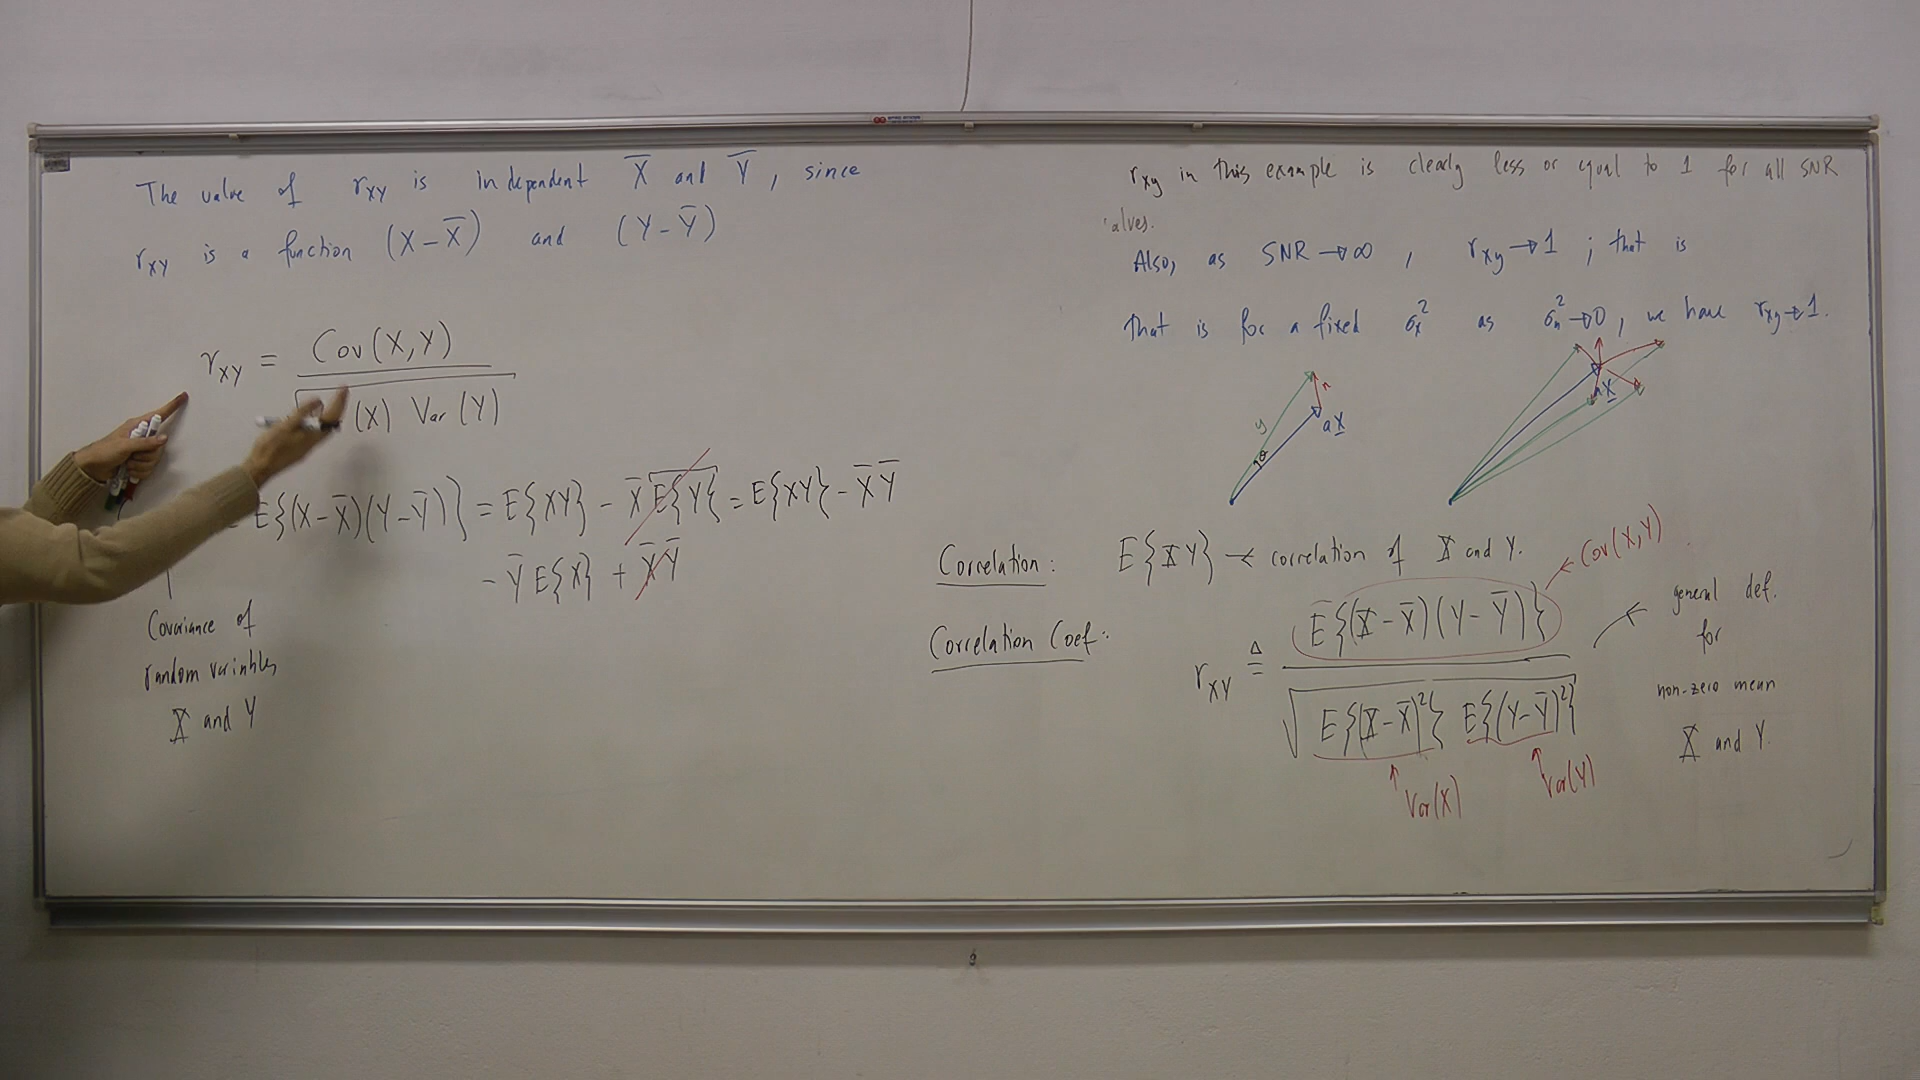 The value of r_XY is independent X̄ and Ȳ, since
r_XY is a function (X-X̄) and (Y-Ȳ)
r_XY = Cov(X,Y) / √ (X) Var(Y)
= E{(X-X̄)(Y-Ȳ)} = E{XY} - X̄ E{Y} = E{XY} - X̄Ȳ
- Ȳ E{X} + X̄Ȳ
Covariance of
random variables
X and Y
r_xy in this example is clearly less or equal to 1 for all SNR
alves.
Also, as SNR → ∞, r_xy → 1 ; that is
that is for a fixed σ_x² as σ_n² → 0, we have r_xy → 1.
y θ n aX
aX
Correlation: E{XY} ← correlation of X and Y.
← Cov(X,Y)
Correlation Coef:
r_XY ≜ E{(X-X̄)(Y-Ȳ)} / √ E{(X-X̄)²} E{(Y-Ȳ)²}
↑ Var(X) ↑ Var(Y)
← general def.
for
non-zero mean
X and Y.